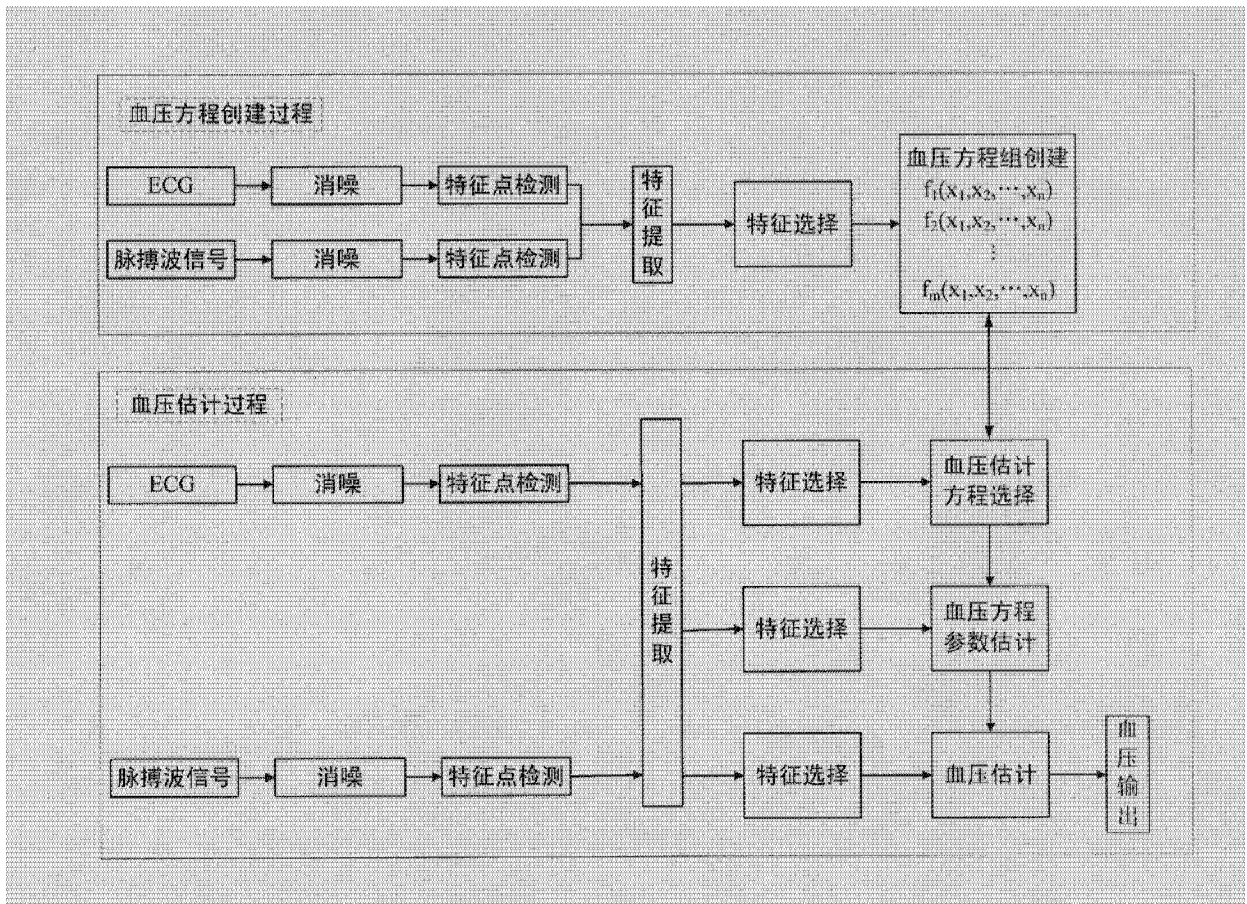 血压方程创建过程
ECG
消噪
特征点检测
脉搏波信号
消噪
特征点检测
特征提取
特征选择
血压方程组创建
f₁(x₁,x₂,⋯,xₙ)
f₂(x₁,x₂,⋯,xₙ)
⋮
fₘ(x₁,x₂,⋯,xₙ)
血压估计过程
ECG
消噪
特征点检测
特征提取
特征选择
血压估计
方程选择
特征选择
血压方程
参数估计
脉搏波信号
消噪
特征点检测
特征选择
血压估计
血压输出